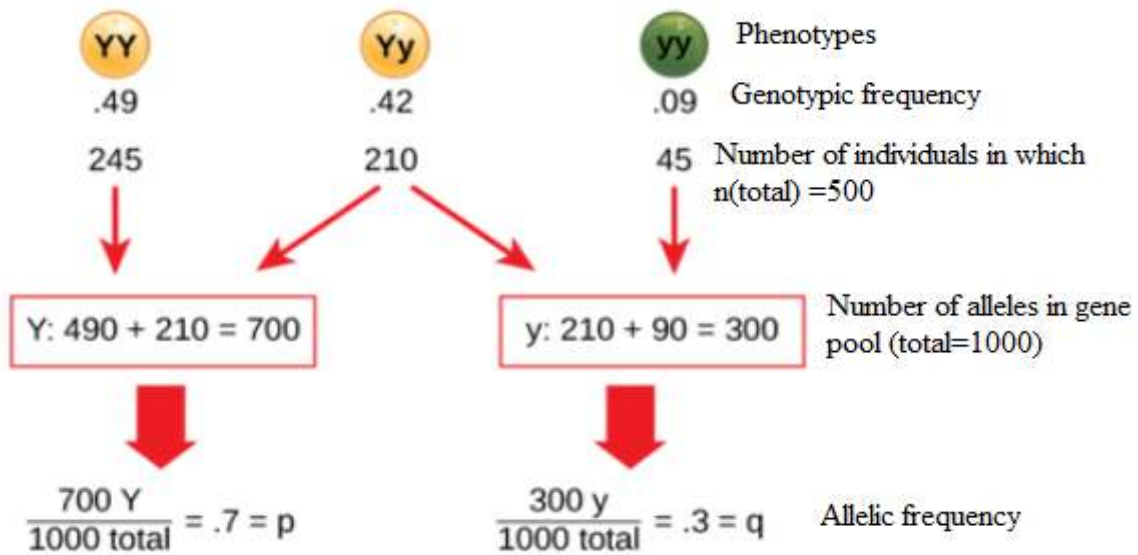 YY Yy yy Phenotypes
.49 .42 .09 Genotypic frequency
245 210 45 Number of individuals in which
n(total) =500
Y: 490 + 210 = 700 y: 210 + 90 = 300 Number of alleles in gene
pool (total=1000)
700 Y
1000 total = .7 = p
300 y
1000 total = .3 = q
Allelic frequency